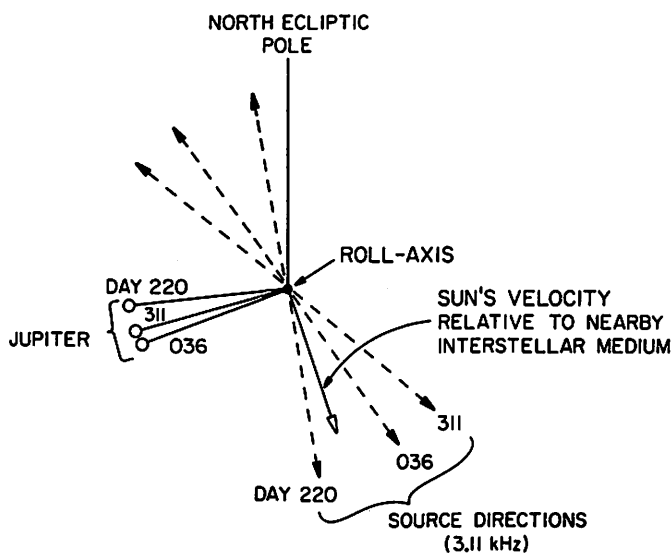 NORTH ECLIPTIC
POLE
ROLL-AXIS
DAY 220
311
036
JUPITER
SUN'S VELOCITY
RELATIVE TO NEARBY
INTERSTELLAR MEDIUM
311
036
DAY 220
SOURCE DIRECTIONS
(3.11 kHz)